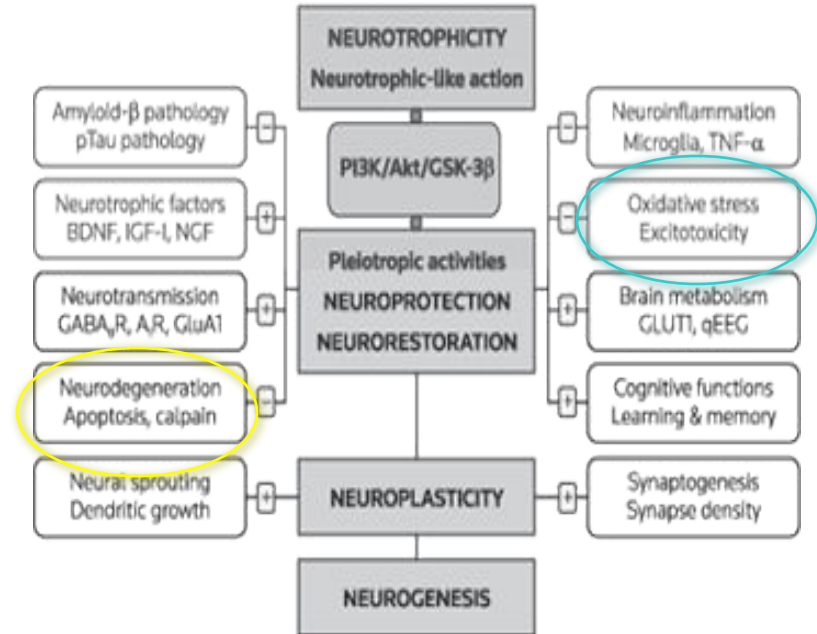 NEUROTROPHICITY
Neurotrophic-like action
PI3K/Akt/GSK-3β
Pleiotropic activities
NEUROPROTECTION
NEURORESTORATION
NEUROPLASTICITY
NEUROGENESIS
Amyloid-β pathology
pTau pathology
−
Neurotrophic factors
BDNF, IGF-I, NGF
+
Neurotransmission
GABA_BR, A₁R, GluA1
+
Neurodegeneration
Apoptosis, calpain
−
Neural sprouting
Dendritic growth
+
Neuroinflammation
Microglia, TNF-α
−
Oxidative stress
Excitotoxicity
−
Brain metabolism
GLUT1, qEEG
+
Cognitive functions
Learning & memory
+
Synaptogenesis
Synapse density
+